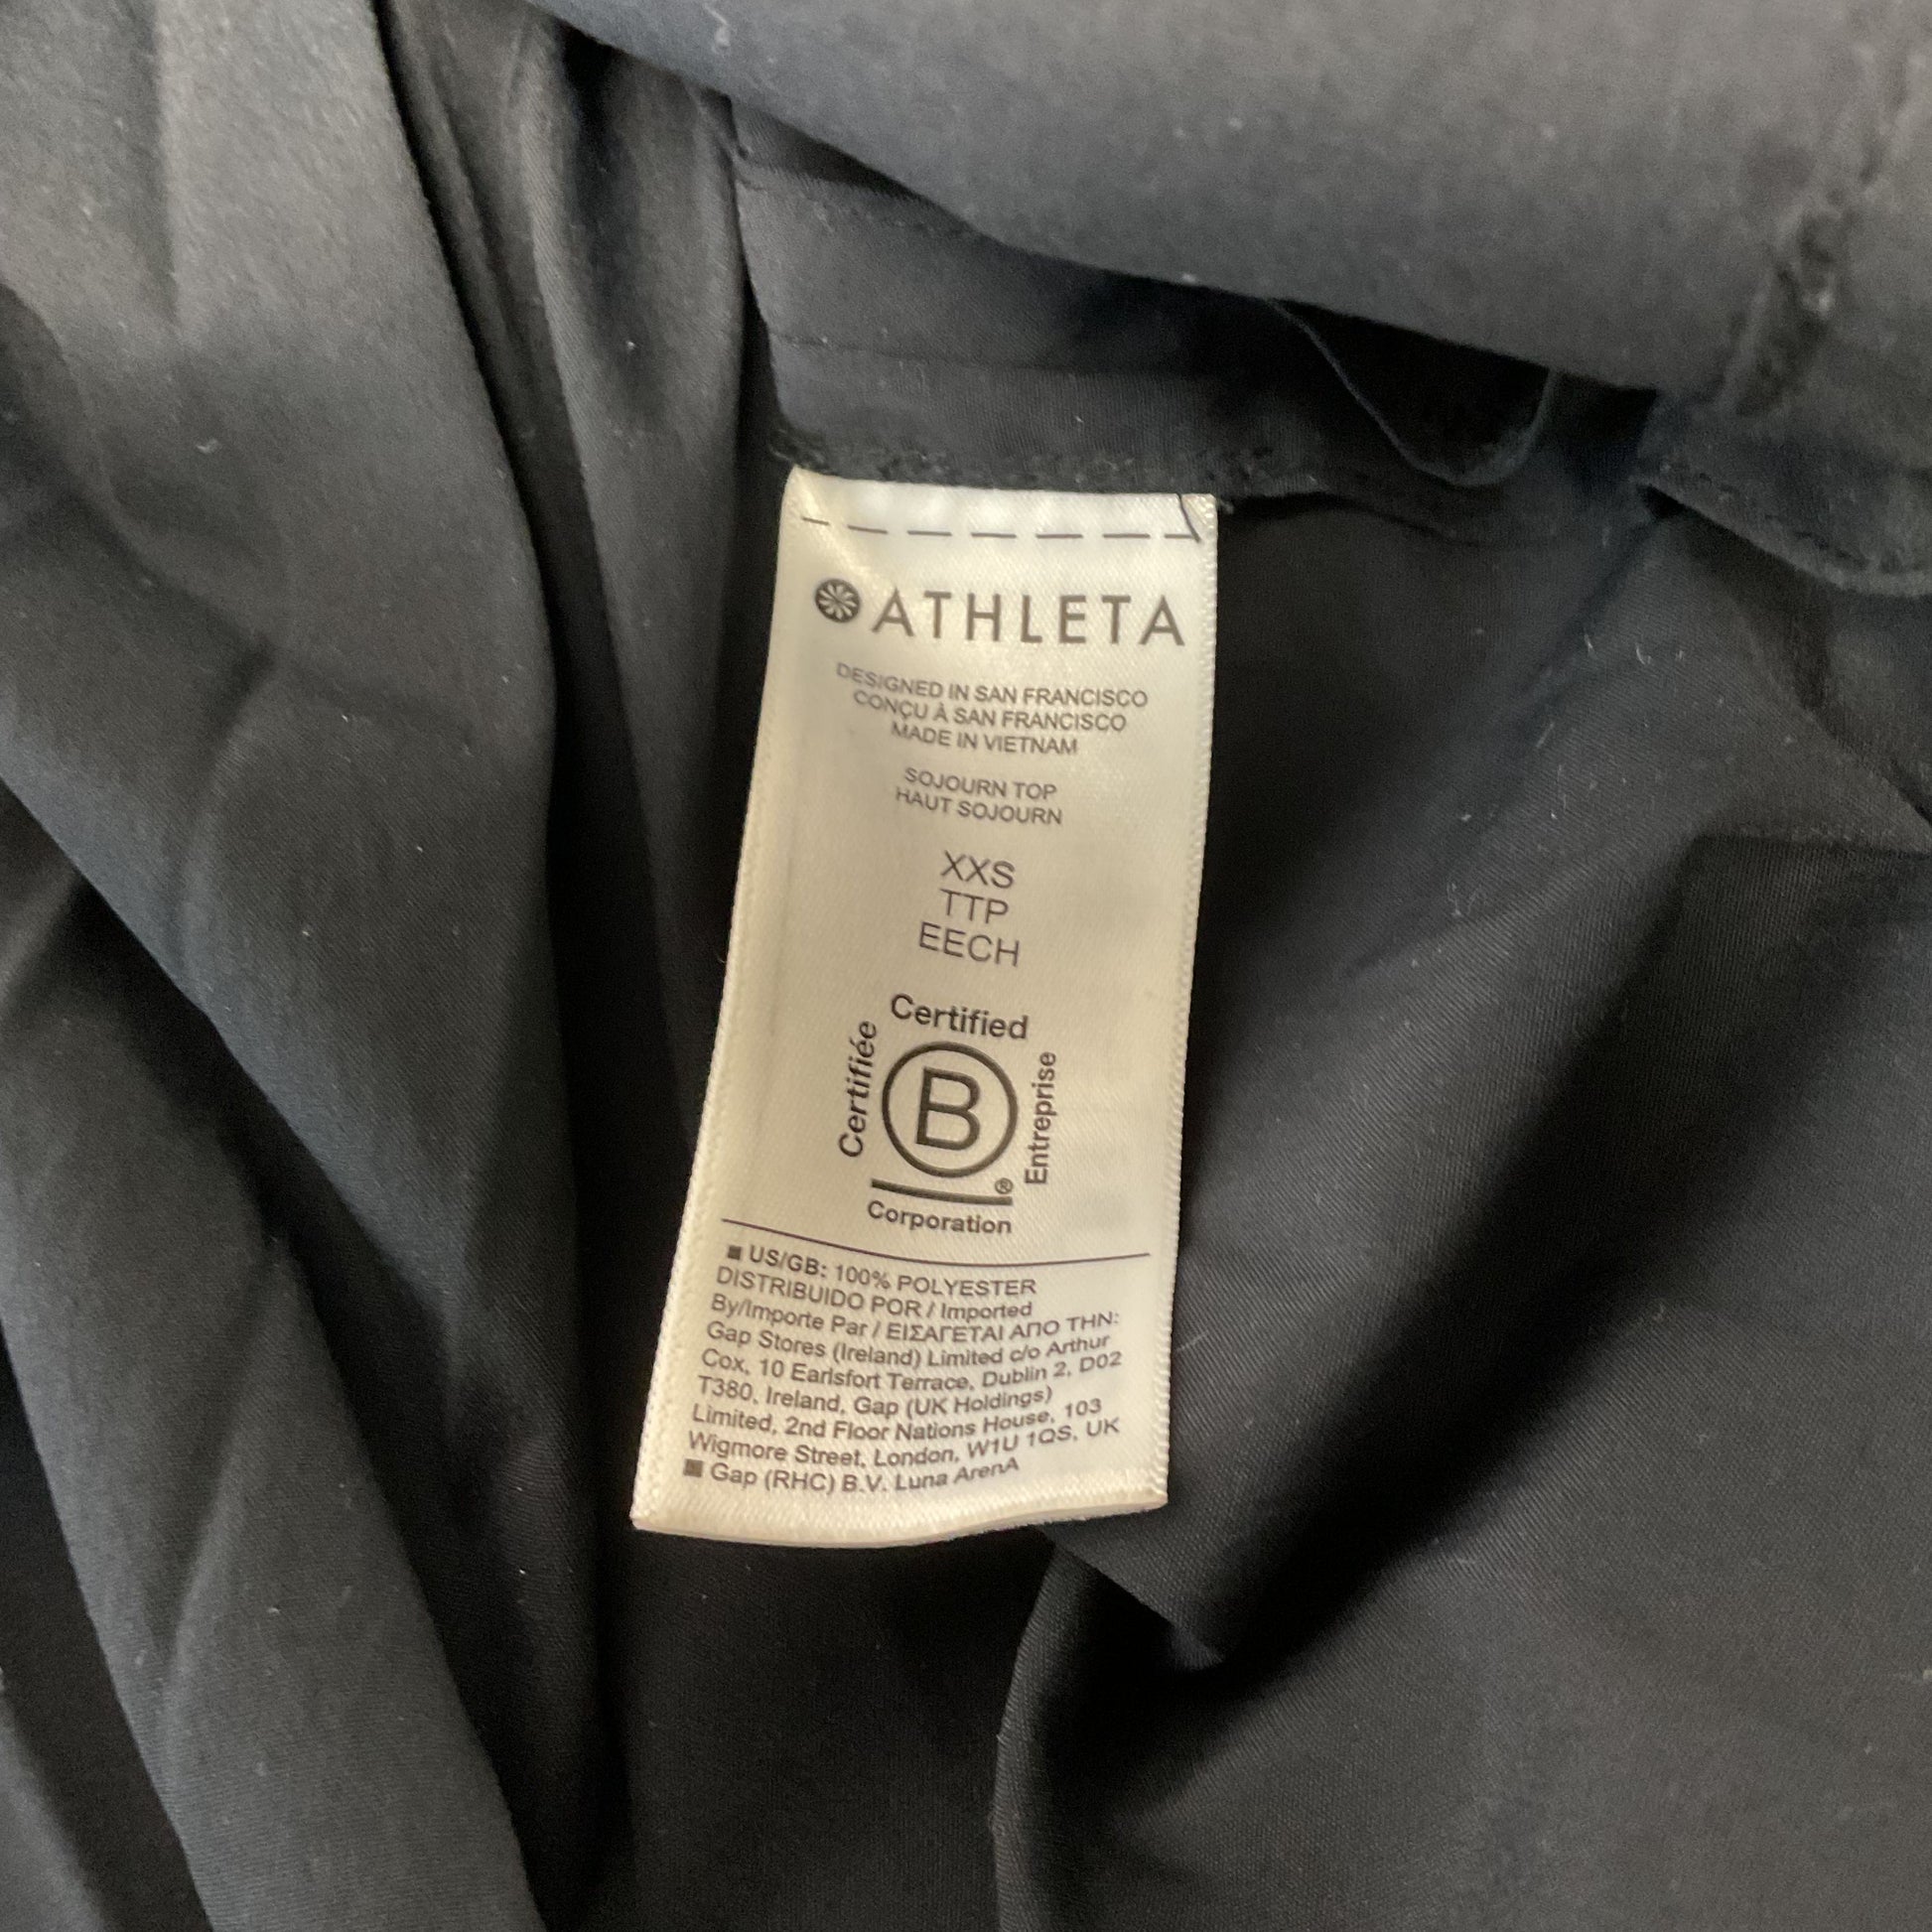 ATHLETA
DESIGNED IN SAN FRANCISCO
CONÇU À SAN FRANCISCO
MADE IN VIETNAM
SOJOURN TOP
HAUT SOJOURN
XXS
TTP
EECH
Certified
Certifiée
B
Entreprise
®
Corporation
■ US/GB: 100% POLYESTER
DISTRIBUIDO POR / Imported
By/Importe Par / ΕΙΣΑΓΕΤΑΙ ΑΠΟ ΤΗΝ:
Gap Stores (Ireland) Limited c/o Arthur
Cox, 10 Earlsfort Terrace, Dublin 2, D02
T380, Ireland, Gap (UK Holdings)
Limited, 2nd Floor Nations House, 103
Wigmore Street, London, W1U 1QS, UK
■ Gap (RHC) B.V. Luna ArenA